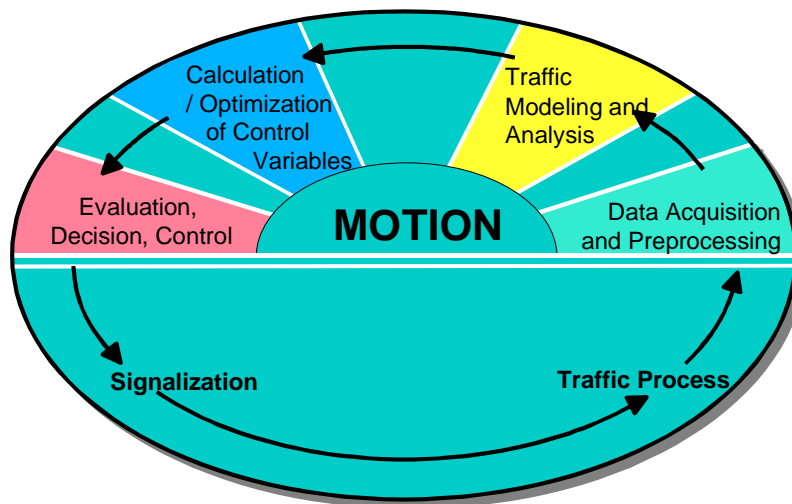 Calculation
/ Optimization
of Control
Variables
Traffic
Modeling and
Analysis
Evaluation,
Decision, Control
MOTION
Data Acquisition
and Preprocessing
Signalization
Traffic Process